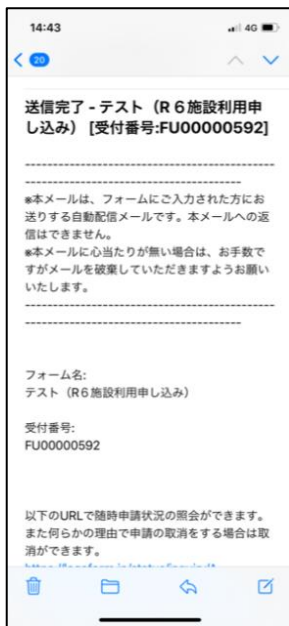 14:43
4G
20
送信完了 - テスト（R６施設利用申
し込み） [受付番号:FU00000592]
--------------------------------------------
--------------------------------------
※本メールは、フォームにご入力された方にお
送りする自動配信メールです。本メールへの返
信はできません。
※本メールに心当たりが無い場合は、お手数で
すがメールを破棄していただきますようお願い
いたします。
--------------------------------------------
--------------------------------------
フォーム名:
テスト（R６施設利用申し込み）
受付番号:
FU00000592
以下のURLで随時申請状況の照会ができます。
また何らかの理由で申請の取消をする場合は取
消ができます。